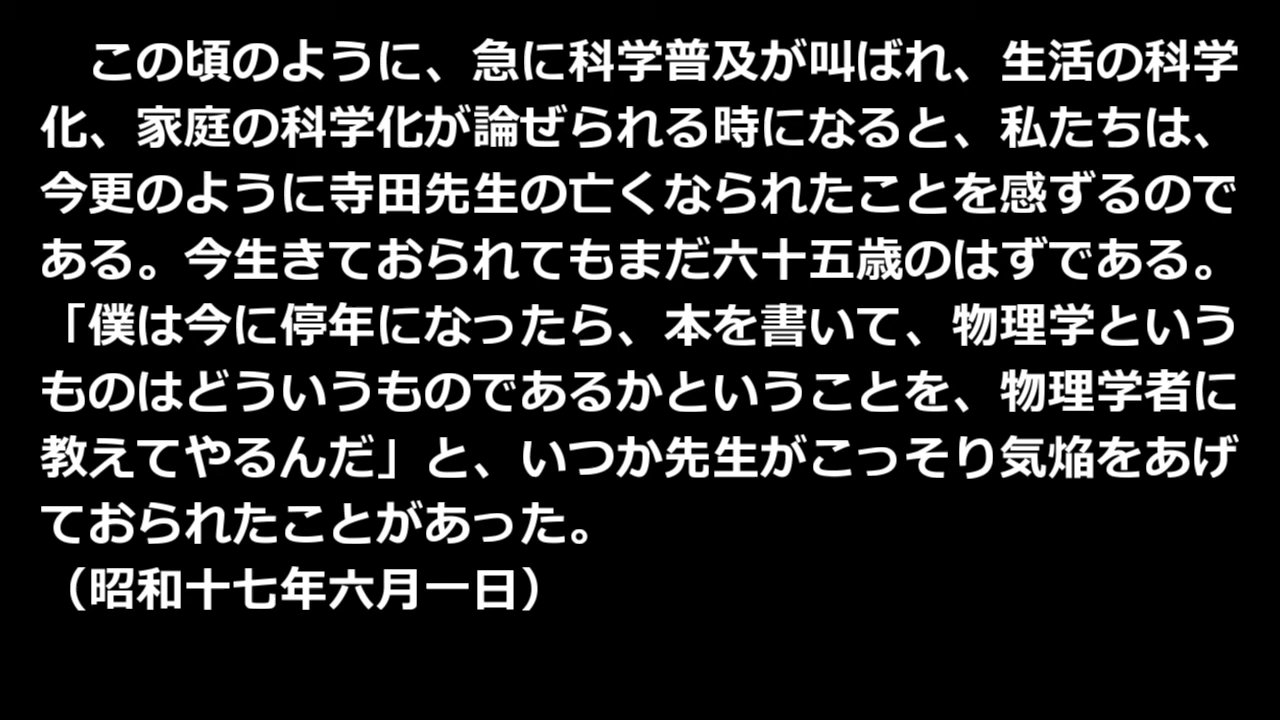 この頃のように、急に科学普及が叫ばれ、生活の科学
化、家庭の科学化が論ぜられる時になると、私たちは、
今更のように寺田先生の亡くなられたことを感ずるので
ある。今生きておられてもまだ六十五歳のはずである。
「僕は今に停年になったら、本を書いて、物理学という
ものはどういうものであるかということを、物理学者に
教えてやるんだ」と、いつか先生がこっそり気焔をあげ
ておられたことがあった。
（昭和十七年六月一日）